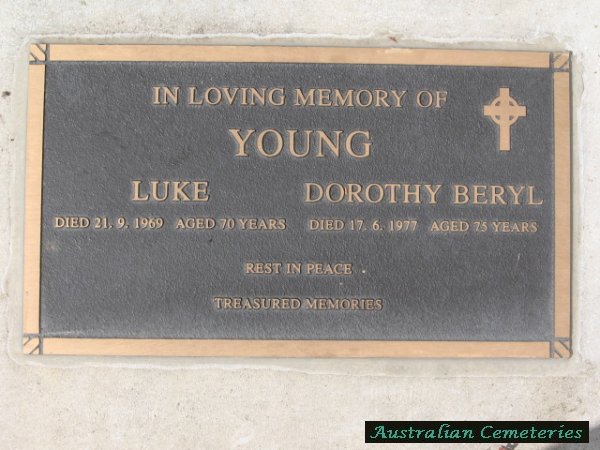 IN LOVING MEMORY OF
YOUNG
LUKE DOROTHY BERYL
DIED 21. 9. 1969 AGED 70 YEARS DIED 17. 6. 1977 AGED 75 YEARS
REST IN PEACE
TREASURED MEMORIES
Australian Cemeteries